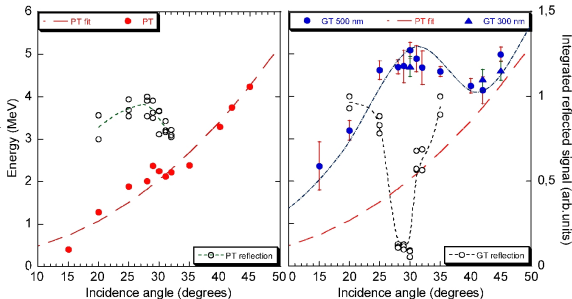 PT fit PT
GT 500 nm PT fit GT 300 nm
Energy (MeV)
6
5
4
3
2
1
0
PT reflection
10 15 20 25 30 35 40 45 50
Incidence angle (degrees)
GT reflection
10 15 20 25 30 35 40 45 50
Incidence angle (degrees)
1,5
1
0,5
0
Integrated reflected signal (arb.units)